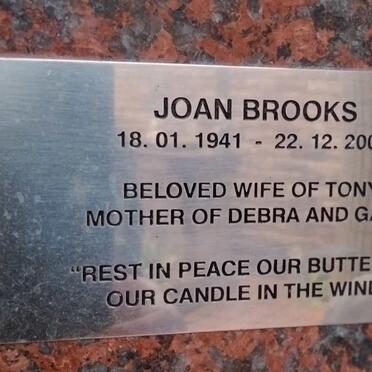 JOAN BROOKS
18. 01. 1941 - 22. 12.
BELOVED WIFE OF TONY
MOTHER OF DEBRA AND
"REST IN PEACE OUR
OUR CANDLE IN THE WIND